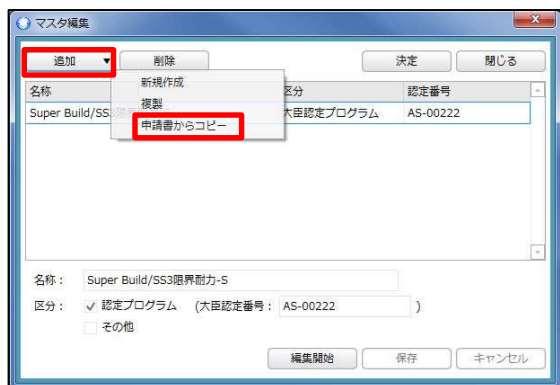 マスタ編集
追加 ▼ 削除 決定 閉じる
新規作成
複製
申請書からコピー
名称 区分 認定番号
Super Build/SS3 大臣認定プログラム AS-00222
名称： Super Build/SS3限界耐力-S
区分： ✓ 認定プログラム (大臣認定番号： AS-00222 )
その他
編集開始 保存 キャンセル